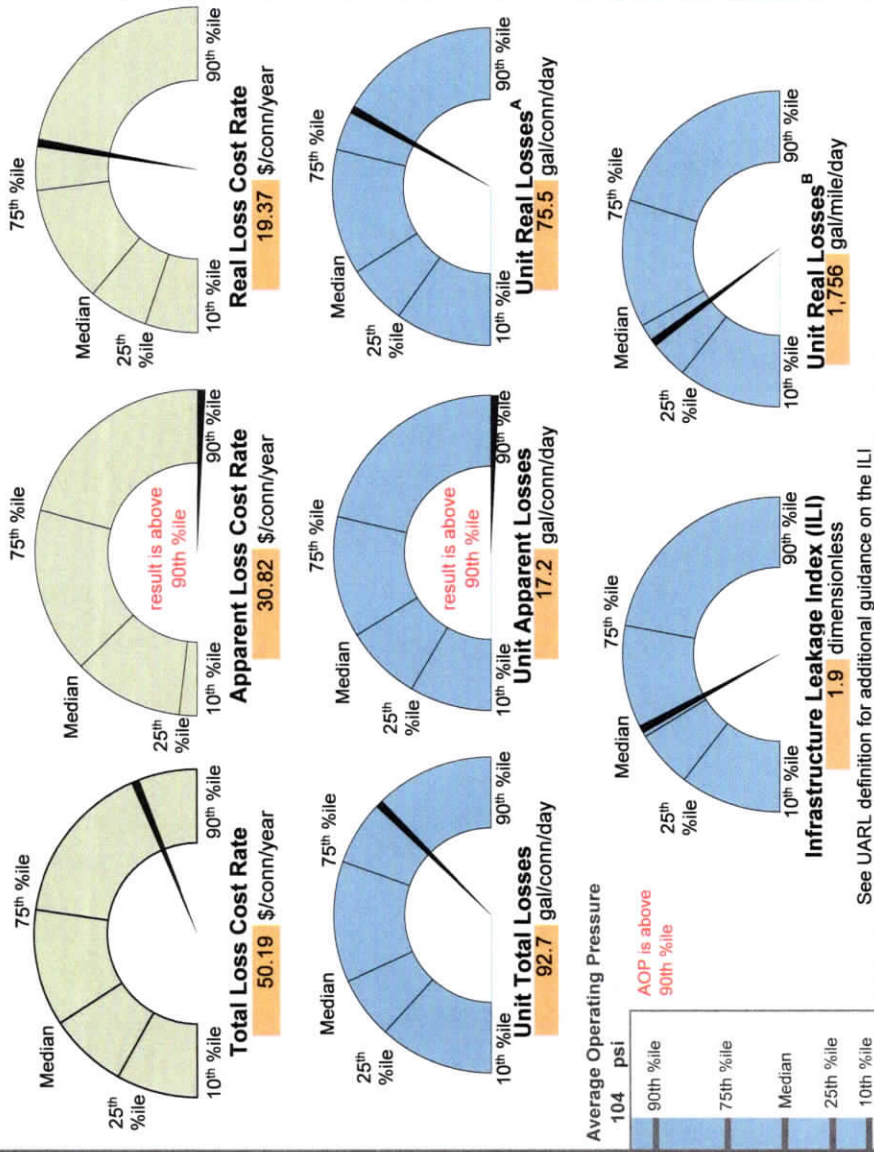 75th %ile
Median
25th
%ile
10th %ile
90th %ile
Total Loss Cost Rate
50.19 $/conn/year
75th %ile
Median
25th
%ile
10th %ile
90th %ile
result is above
90th %ile
Apparent Loss Cost Rate
30.82 $/conn/year
75th %ile
Median
25th
%ile
10th %ile
90th %ile
Real Loss Cost Rate
19.37 $/conn/year
75th %ile
Median
25th
%ile
10th %ile
90th %ile
Unit Total Losses
92.7 gal/conn/day
75th %ile
Median
25th
%ile
10th %ile
90th %ile
result is above
90th %ile
Unit Apparent Losses
17.2 gal/conn/day
75th %ile
Median
25th
%ile
10th %ile
90th %ile
Unit Real Losses A
75.5 gal/conn/day
Average Operating Pressure
104 psi
AOP is above
90th %ile
90th %ile
75th %ile
Median
25th %ile
10th %ile
75th %ile
Median
25th
%ile
10th %ile
90th %ile
Infrastructure Leakage Index (ILI)
1.9 dimensionless
See UARL definition for additional guidance on the ILI
75th %ile
Median
25th
%ile
10th %ile
90th %ile
Unit Real Losses B
1,756 gal/mile/day